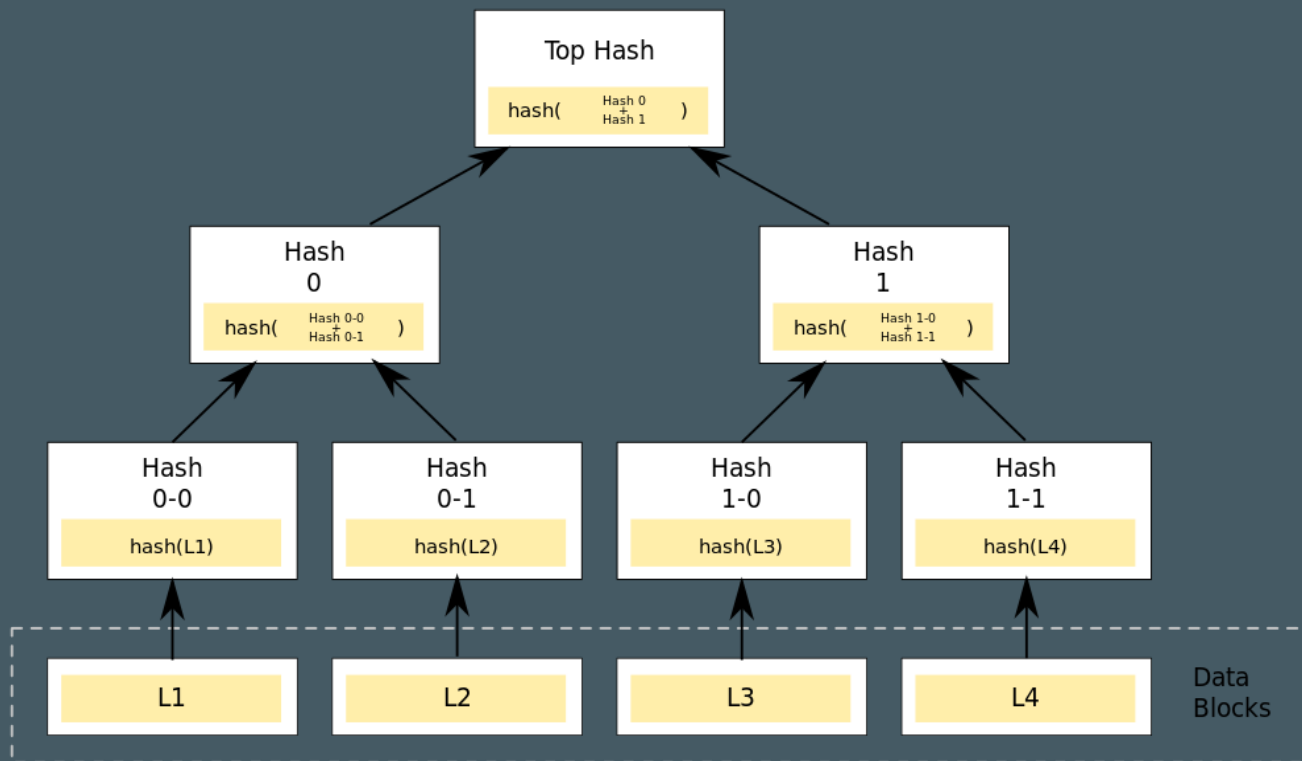 Top Hash
hash( Hash 0 + Hash 1 )
Hash
0
hash( Hash 0-0 + Hash 0-1 )
Hash
1
hash( Hash 1-0 + Hash 1-1 )
Hash
0-0
hash(L1)
Hash
0-1
hash(L2)
Hash
1-0
hash(L3)
Hash
1-1
hash(L4)
L1
L2
L3
L4
Data
Blocks